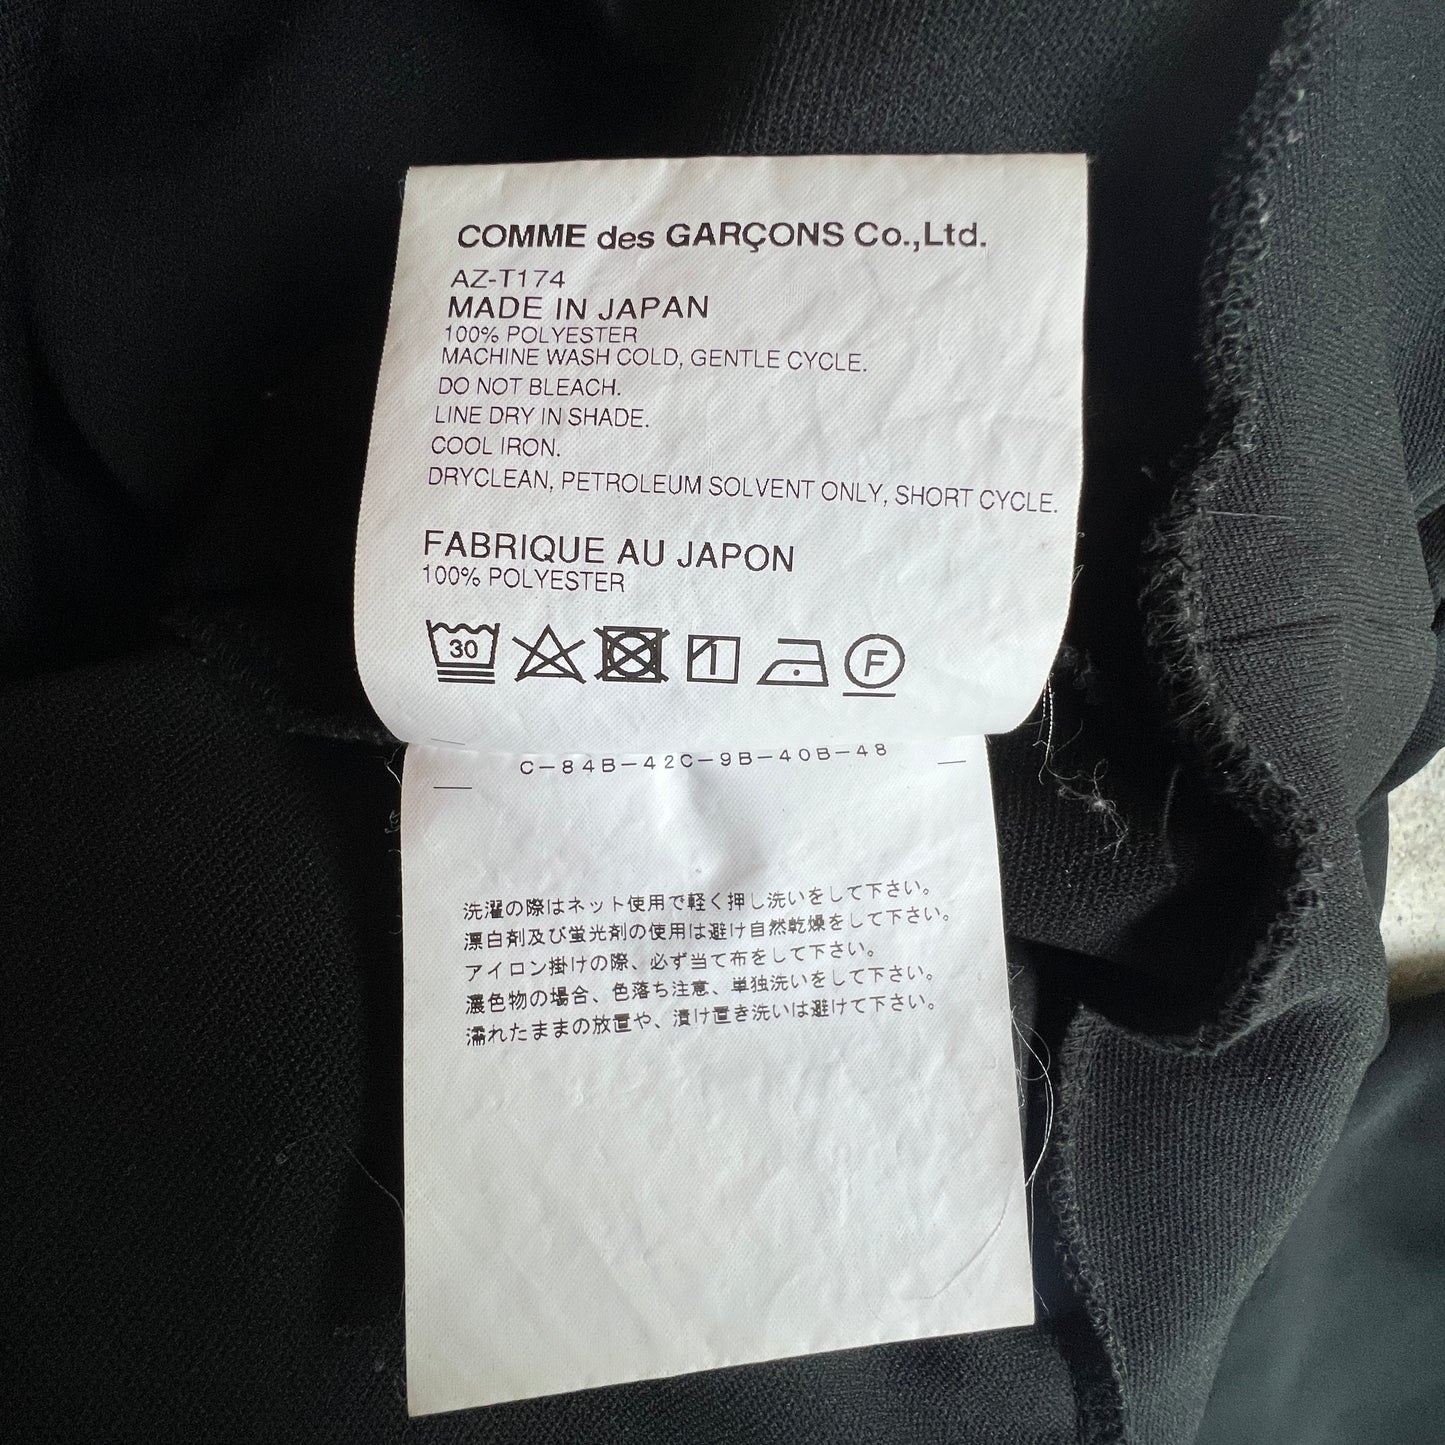 COMME des GARÇONS Co.,Ltd.
AZ-T174
MADE IN JAPAN
100% POLYESTER
MACHINE WASH COLD, GENTLE CYCLE.
DO NOT BLEACH.
LINE DRY IN SHADE.
COOL IRON.
DRYCLEAN, PETROLEUM SOLVENT ONLY, SHORT CYCLE.
FABRIQUE AU JAPON
100% POLYESTER
30
F
C-84B-42C-9B-40B-48
洗濯の際はネット使用で軽く押し洗いをして下さい。
漂白剤及び蛍光剤の使用は避け自然乾燥をして下さい。
アイロン掛けの際、必ず当て布をして下さい。
濃色物の場合、色落ち注意、単独洗いをして下さい。
濡れたままの放置や、漬け置き洗いは避けて下さい。